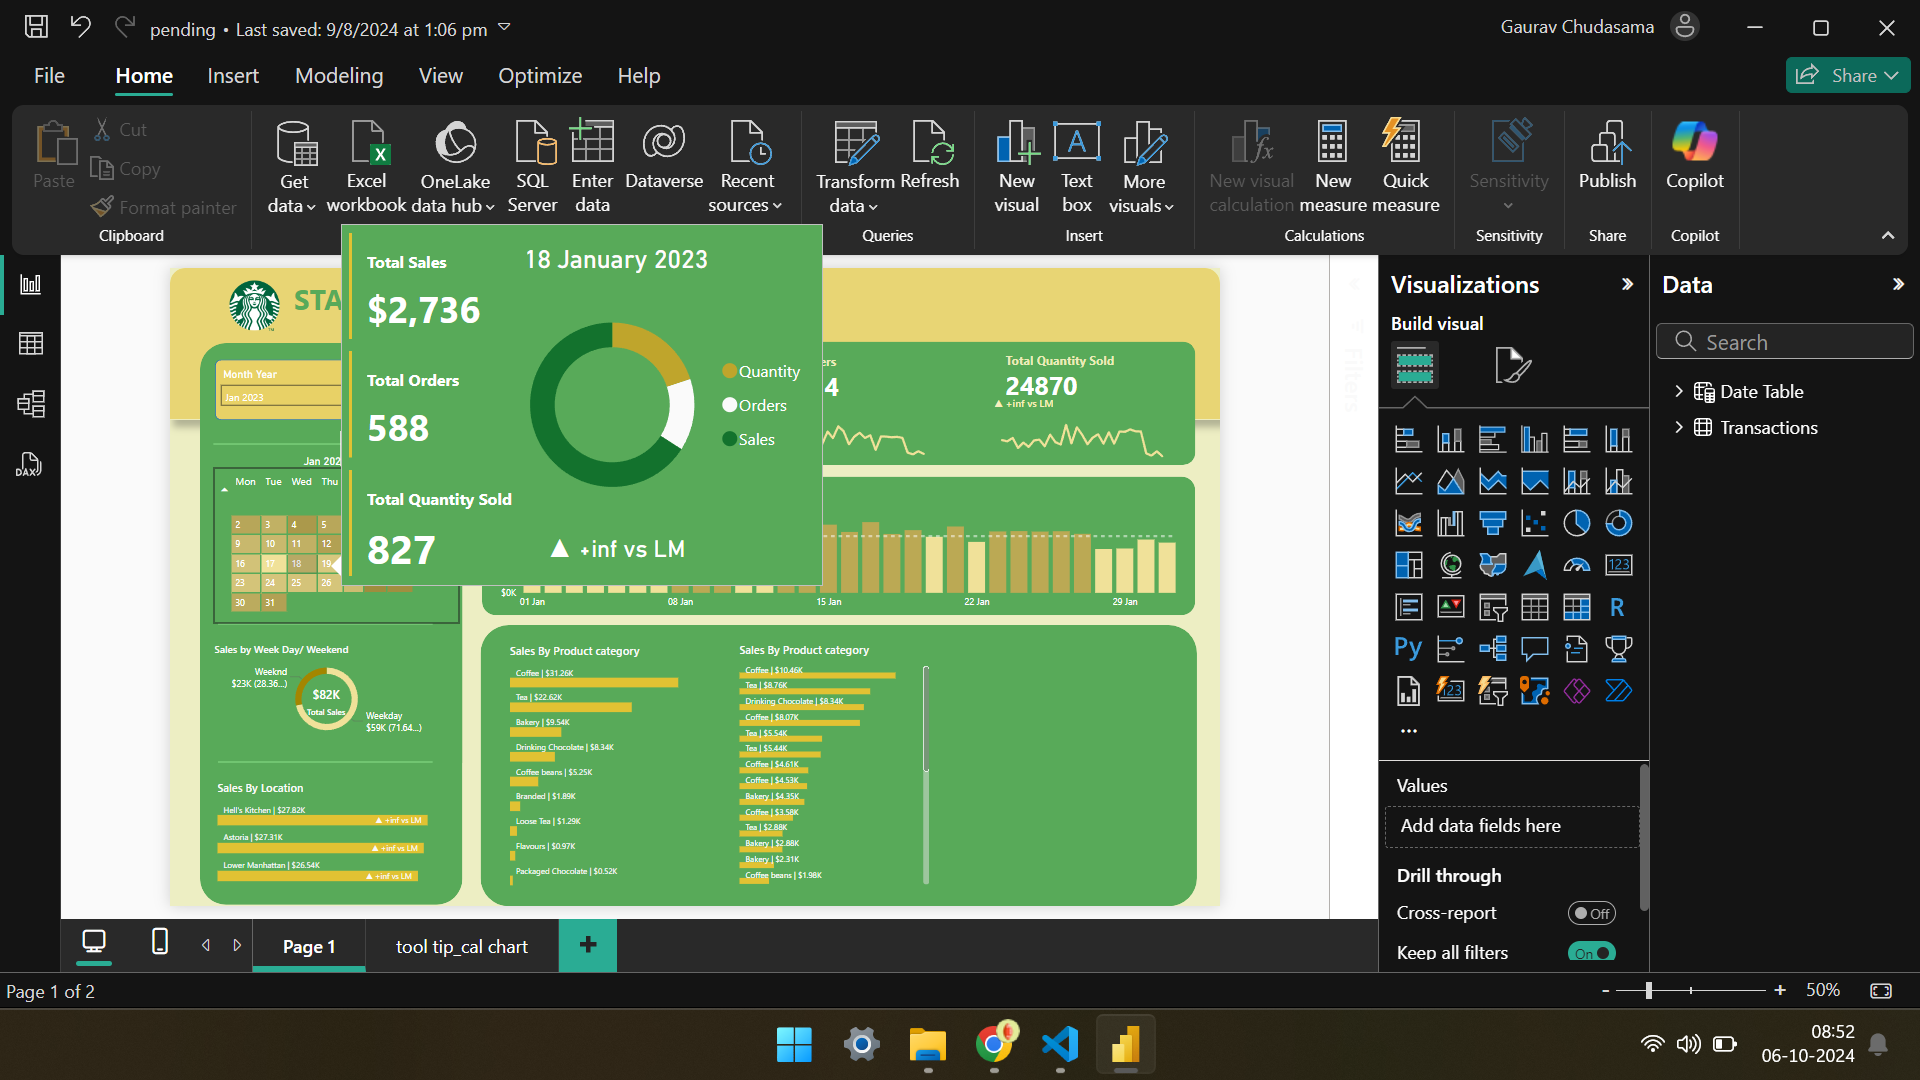 pending • Last saved: 9/8/2024 at 1:06 pm
Gaurav Chudasama
File
Home
Insert
Modeling
View
Optimize
Help
Share
Paste
Cut
Copy
Format painter
Clipboard
Get data
Excel workbook
OneLake data hub
SQL Server
Enter data
Dataverse
Recent sources
Transform data
Refresh
Queries
New visual
Text box
More visuals
Insert
New visual calculation
New measure
Quick measure
Calculations
Sensitivity
Sensitivity
Publish
Share
Copilot
Copilot
STA
Month Year
Jan 2023
Jan 202
Mon Tue Wed Thu
2 3 4 5
9 10 11 12
16 17 18 19
23 24 25 26
30 31
Total Sales
18 January 2023
$2,736
Total Orders
588
Total Quantity Sold
827
▲ +inf vs LM
Quantity
Orders
Sales
ers
4
Total Quantity Sold
24870
▲ +inf vs LM
$0K
01 Jan
08 Jan
15 Jan
22 Jan
29 Jan
Sales by Week Day/ Weekend
Weeknd
$23K (28.36...)
$82K
Total Sales
Weekday
$59K (71.64...)
Sales By Location
Hell's Kitchen | $27.82K
▲ +inf vs LM
Astoria | $27.31K
▲ +inf vs LM
Lower Manhattan | $26.54K
▲ +inf vs LM
Sales By Product category
Coffee | $31.26K
Tea | $22.62K
Bakery | $9.54K
Drinking Chocolate | $8.34K
Coffee beans | $5.25K
Branded | $1.89K
Loose Tea | $1.29K
Flavours | $0.97K
Packaged Chocolate | $0.52K
Sales By Product category
Coffee | $10.46K
Tea | $8.76K
Drinking Chocolate | $8.34K
Coffee | $8.07K
Tea | $5.54K
Tea | $5.44K
Coffee | $4.61K
Coffee | $4.53K
Bakery | $4.35K
Coffee | $3.58K
Tea | $2.88K
Bakery | $2.88K
Bakery | $2.31K
Coffee beans | $1.98K
Filters
Visualizations
Build visual
123
R
Py
123
...
Values
Add data fields here
Drill through
Cross-report
Off
Keep all filters
On
Data
Search
Date Table
Transactions
DAX
Page 1
tool tip_cal chart
+
Page 1 of 2
- + 50%
08:52
06-10-2024